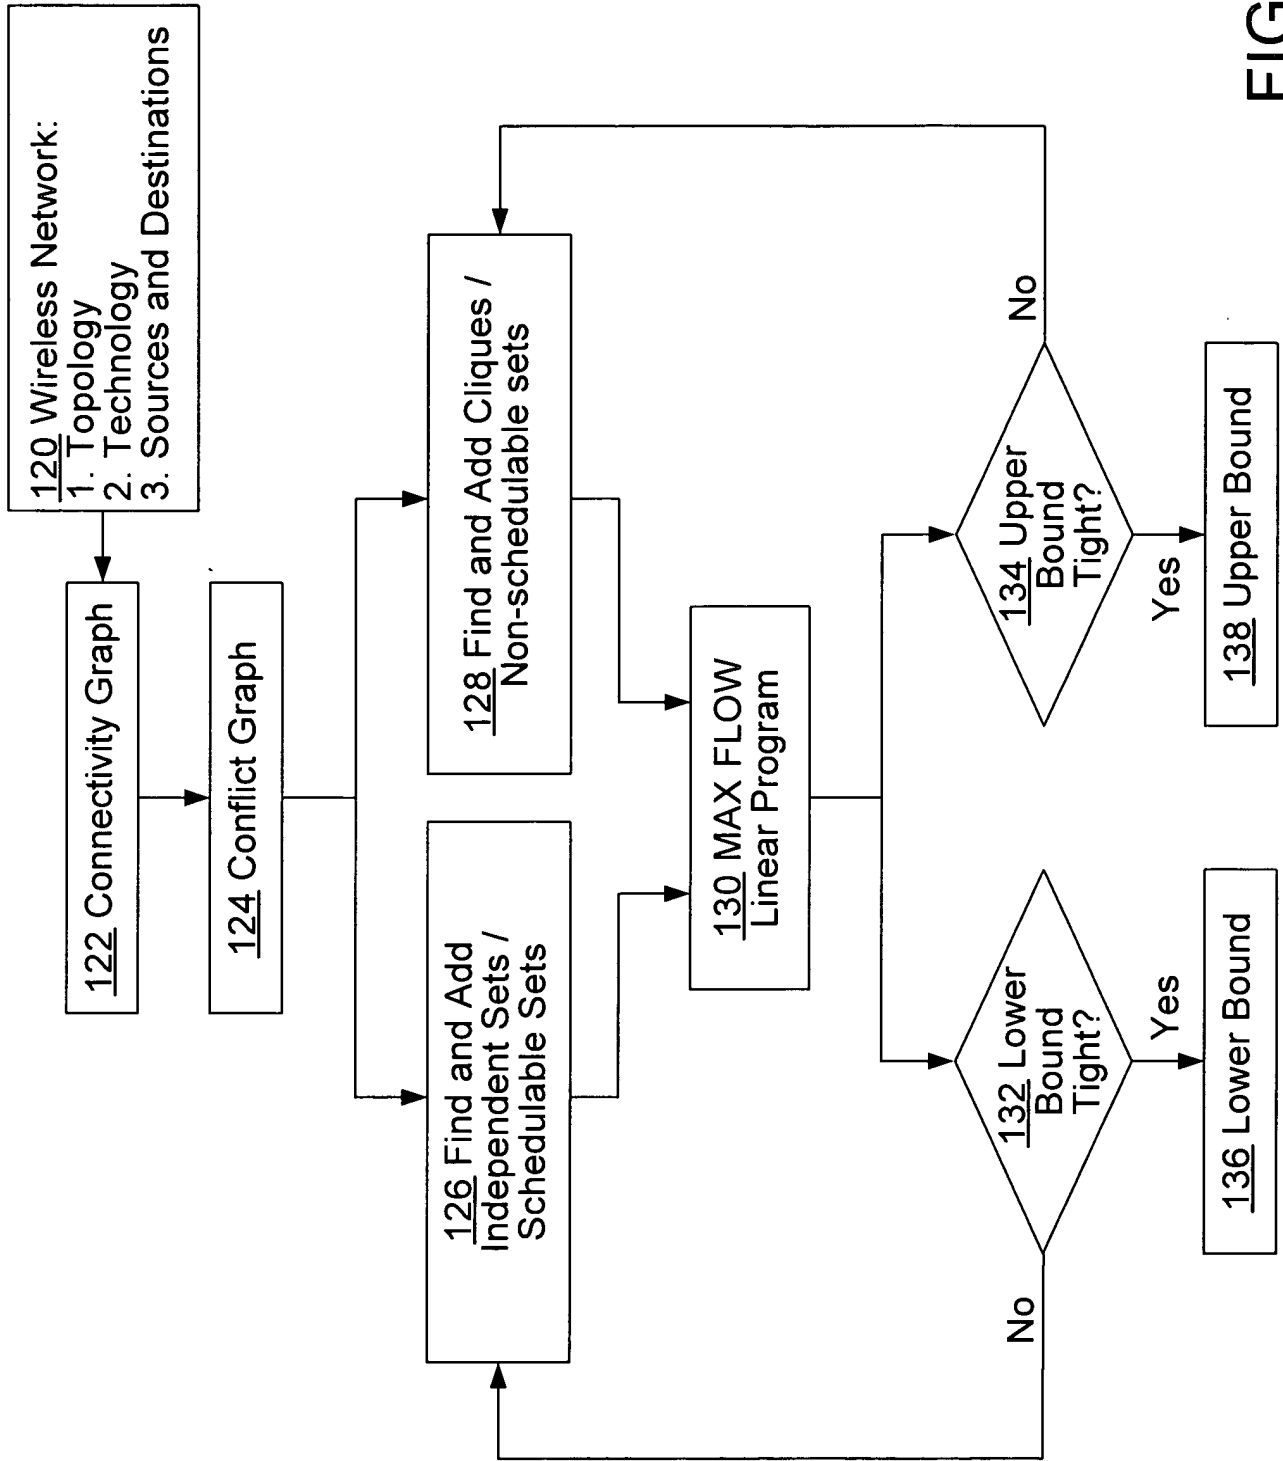 120 Wireless Network:
1. Topology
2. Technology
3. Sources and Destinations
122 Connectivity Graph
124 Conflict Graph
126 Find and Add
Independent Sets /
Schedulable Sets
128 Find and Add Cliques /
Non-schedulable sets
130 MAX FLOW
Linear Program
132 Lower
Bound
Tight?
No
Yes
134 Upper
Bound
Tight?
No
Yes
136 Lower Bound
138 Upper Bound
FIG